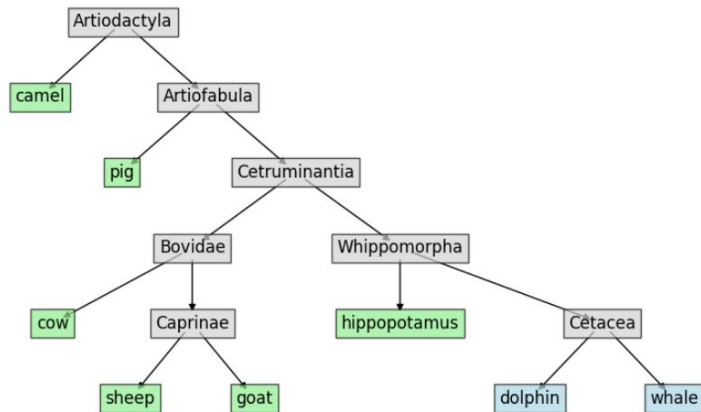 Artiodactyla
camel
Artiofabula
pig
Cetruminantia
Bovidae
Whippomorpha
cow
Caprinae
hippopotamus
Cetacea
sheep
goat
dolphin
whale